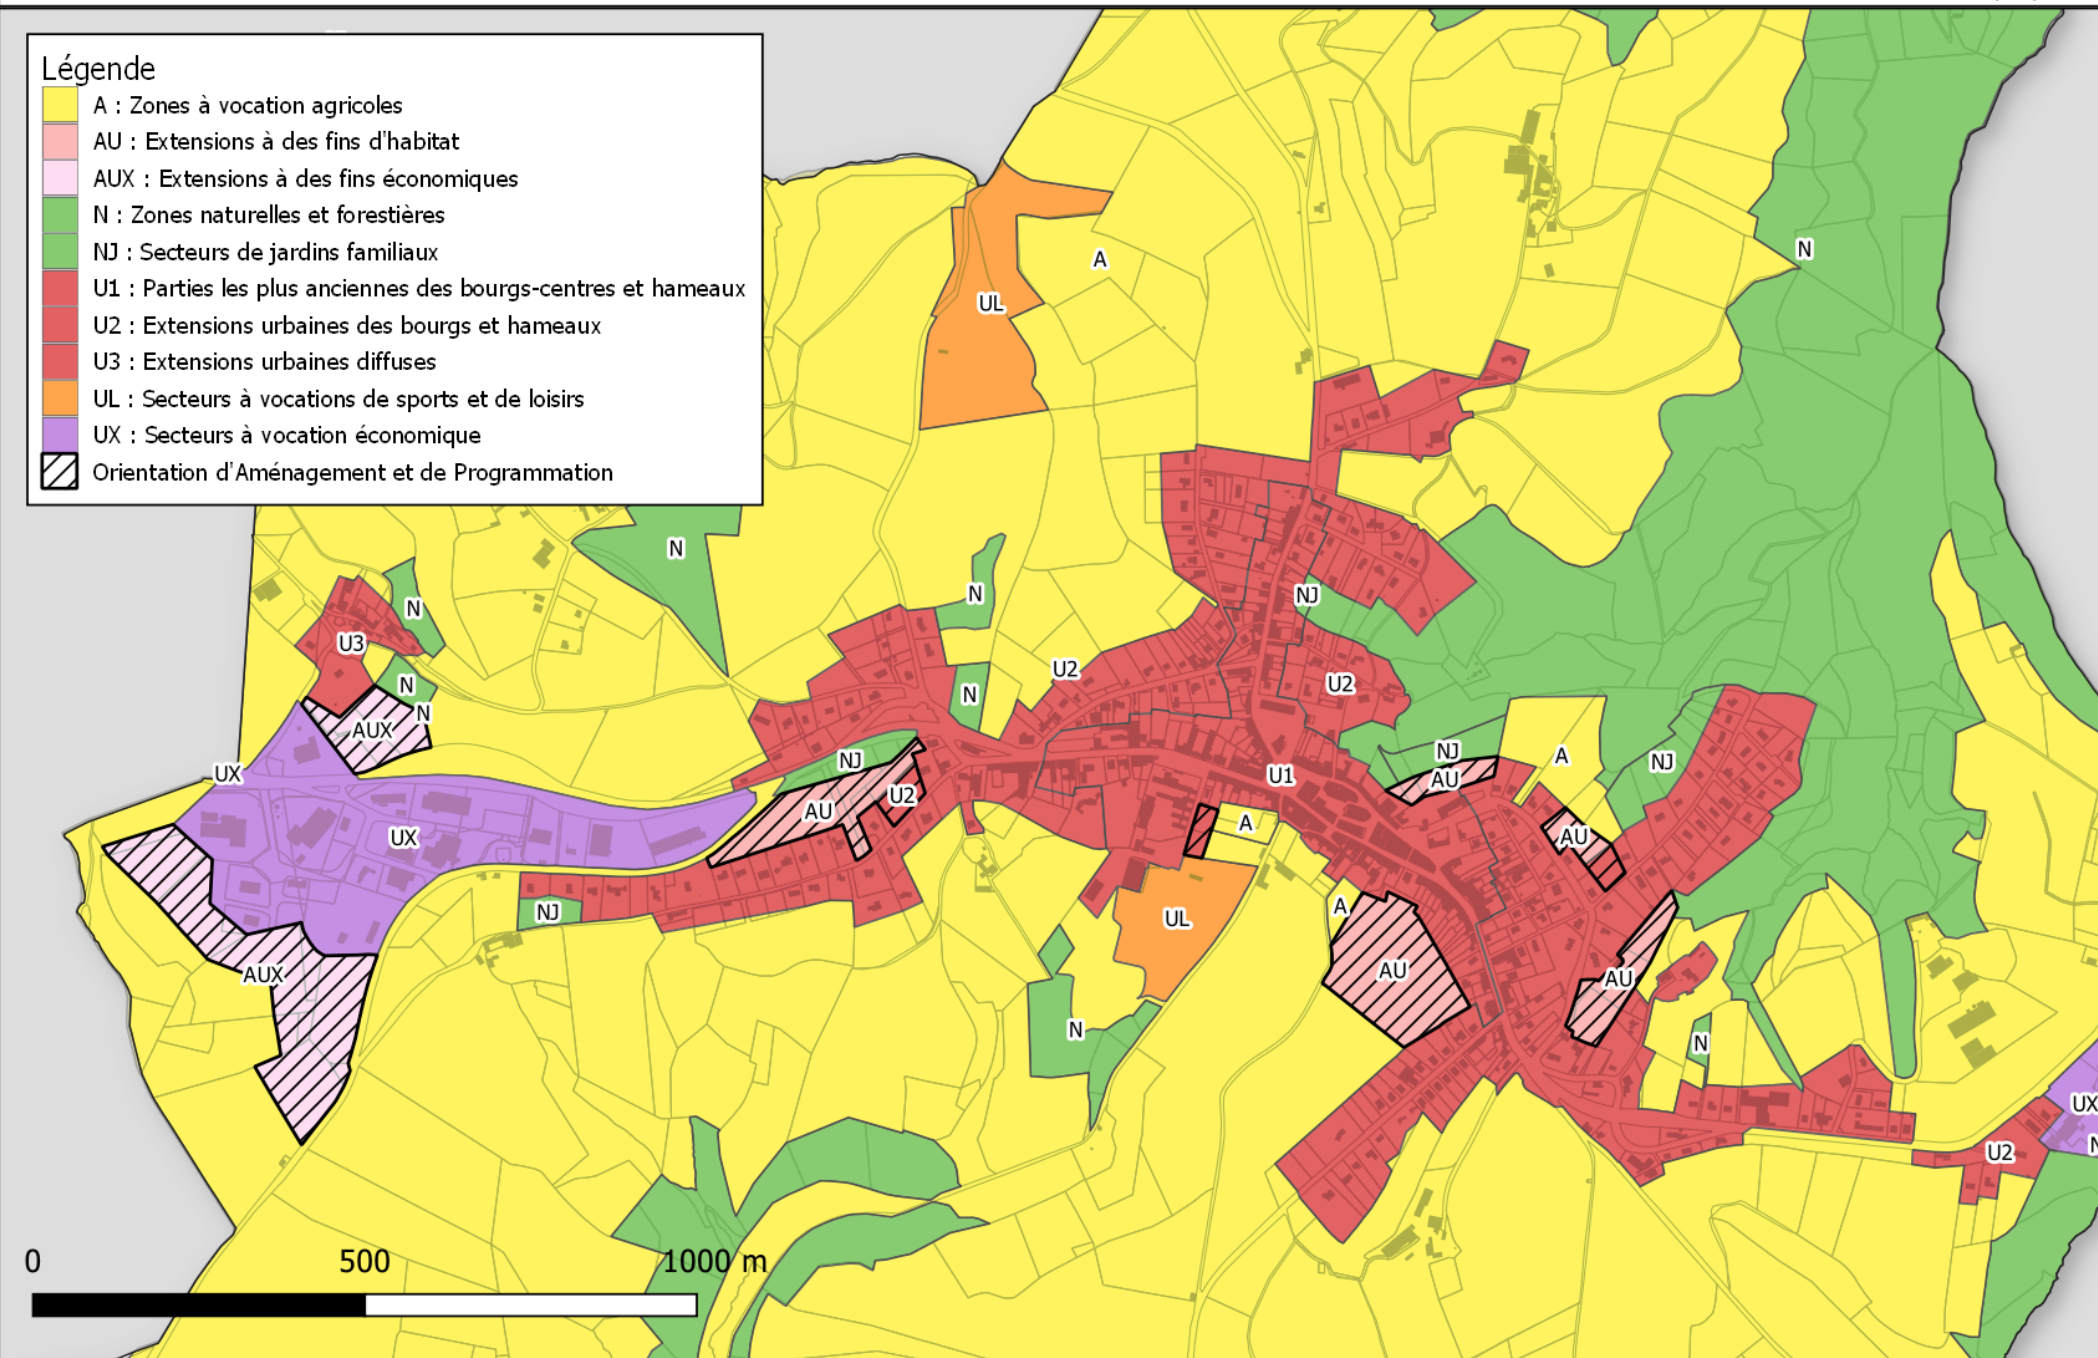 Légende
A : Zones à vocation agricoles
AU : Extensions à des fins d'habitat
AUX : Extensions à des fins économiques
N : Zones naturelles et forestières
NJ : Secteurs de jardins familiaux
U1 : Parties les plus anciennes des bourgs-centres et hameaux
U2 : Extensions urbaines des bourgs et hameaux
U3 : Extensions urbaines diffuses
UL : Secteurs à vocations de sports et de loisirs
UX : Secteurs à vocation économique
Orientation d'Aménagement et de Programmation
N
A
UL
N
N
NJ
N
U3
U2
U2
N
N
N
AUX
NJ
AU
A
NJ
NJ
UX
U1
AU
U2
AU
A
AU
UX
NJ
UL
A
AU
AU
AUX
N
N
UX
U2
0 500 1000 m